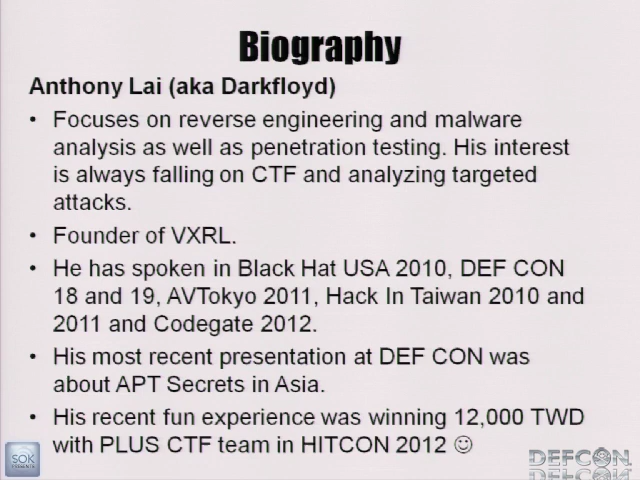 Biography
Anthony Lai (aka Darkfloyd)
• Focuses on reverse engineering and malware
analysis as well as penetration testing. His interest
is always falling on CTF and analyzing targeted
attacks.
• Founder of VXRL.
• He has spoken in Black Hat USA 2010, DEF CON
18 and 19, AVTokyo 2011, Hack In Taiwan 2010 and
2011 and Codegate 2012.
• His most recent presentation at DEF CON was
about APT Secrets in Asia.
• His recent fun experience was winning 12,000 TWD
with PLUS CTF team in HITCON 2012 ☺
SOK
PRESENTS
DEFCON.